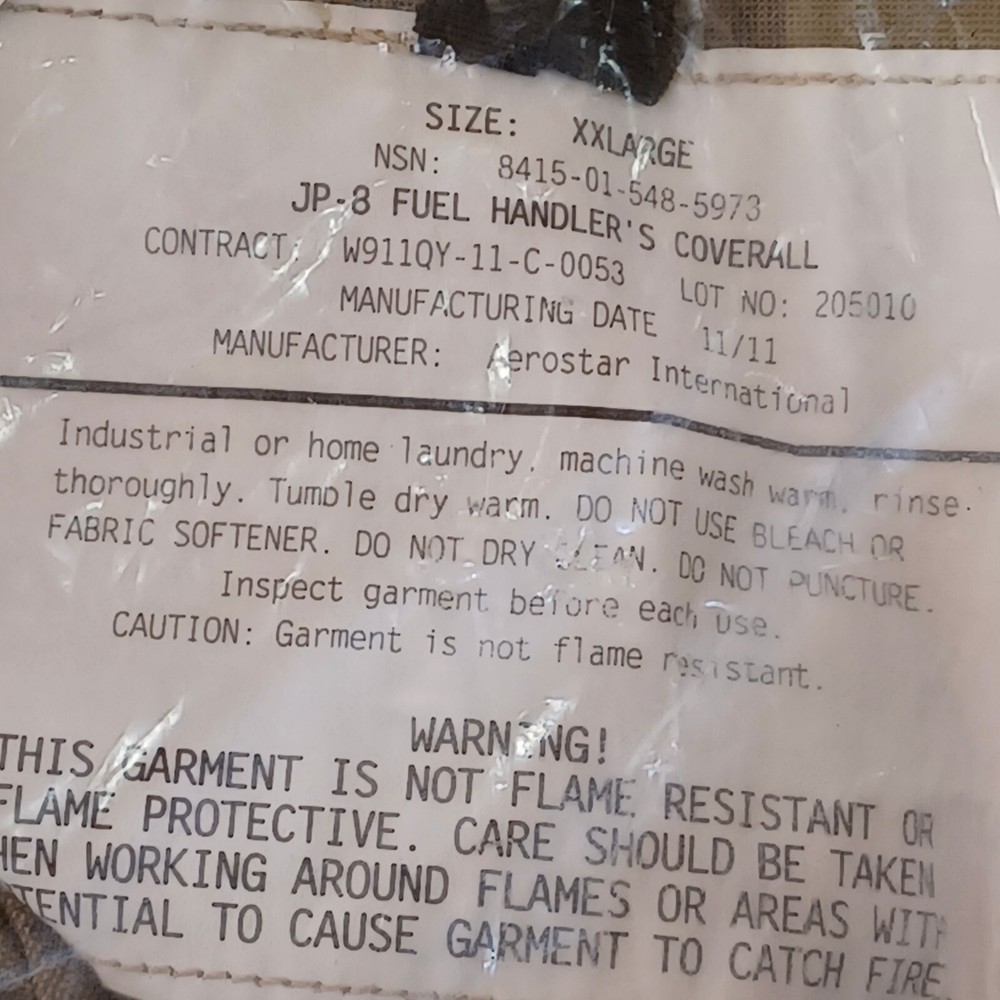 SIZE: XXLARGE
NSN: 8415-01-548-5973
JP-8 FUEL HANDLER'S COVERALL
CONTRACT: W911QY-11-C-0053 LOT NO: 205010
MANUFACTURING DATE 11/11
MANUFACTURER: Aerostar International
Industrial or home laundry, machine wash warm, rinse
thoroughly. Tumble dry warm. DO NOT USE BLEACH OR
FABRIC SOFTENER. DO NOT DRY CLEAN. DO NOT PUNCTURE.
Inspect garment before each use.
CAUTION: Garment is not flame resistant.
WARNING!
THIS GARMENT IS NOT FLAME RESISTANT OR
FLAME PROTECTIVE. CARE SHOULD BE TAKEN
HEN WORKING AROUND FLAMES OR AREAS WITH
TENTIAL TO CAUSE GARMENT TO CATCH FIRE